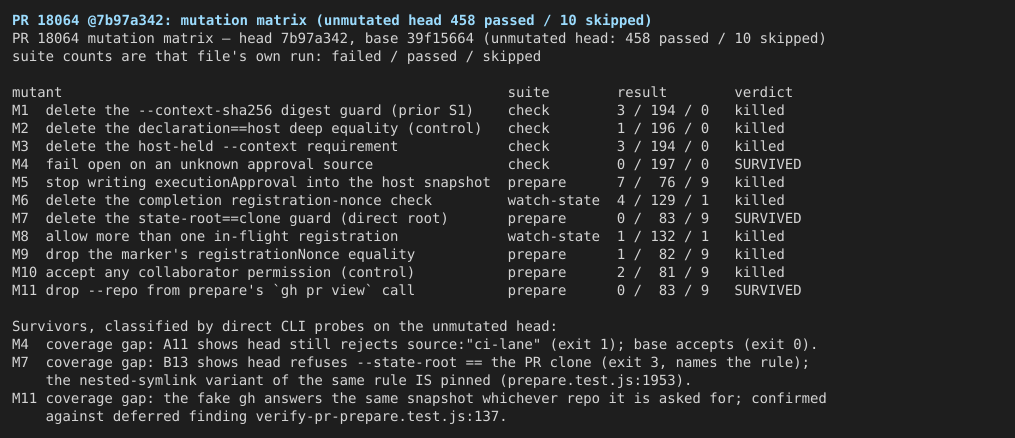 PR 18064 @7b97a342: mutation matrix (unmutated head 458 passed / 10 skipped)
PR 18064 mutation matrix — head 7b97a342, base 39f15664 (unmutated head: 458 passed / 10 skipped)
suite counts are that file's own run: failed / passed / skipped

mutant                                                      suite        result         verdict
M1  delete the --context-sha256 digest guard (prior S1)     check        3 / 194 / 0    killed
M2  delete the declaration==host deep equality (control)    check        1 / 196 / 0    killed
M3  delete the host-held --context requirement              check        3 / 194 / 0    killed
M4  fail open on an unknown approval source                 check        0 / 197 / 0    SURVIVED
M5  stop writing executionApproval into the host snapshot   prepare      7 /  76 / 9    killed
M6  delete the completion registration-nonce check          watch-state  4 / 129 / 1    killed
M7  delete the state-root==clone guard (direct root)        prepare      0 /  83 / 9    SURVIVED
M8  allow more than one in-flight registration              watch-state  1 / 132 / 1    killed
M9  drop the marker's registrationNonce equality            prepare      1 /  82 / 9    killed
M10 accept any collaborator permission (control)            prepare      2 /  81 / 9    killed
M11 drop --repo from prepare's `gh pr view` call            prepare      0 /  83 / 9    SURVIVED

Survivors, classified by direct CLI probes on the unmutated head:
M4  coverage gap: A11 shows head still rejects source:"ci-lane" (exit 1); base accepts (exit 0).
M7  coverage gap: B13 shows head refuses --state-root == the PR clone (exit 3, names the rule);
    the nested-symlink variant of the same rule IS pinned (prepare.test.js:1953).
M11 coverage gap: the fake gh answers the same snapshot whichever repo it is asked for; confirmed
    against deferred finding verify-pr-prepare.test.js:137.